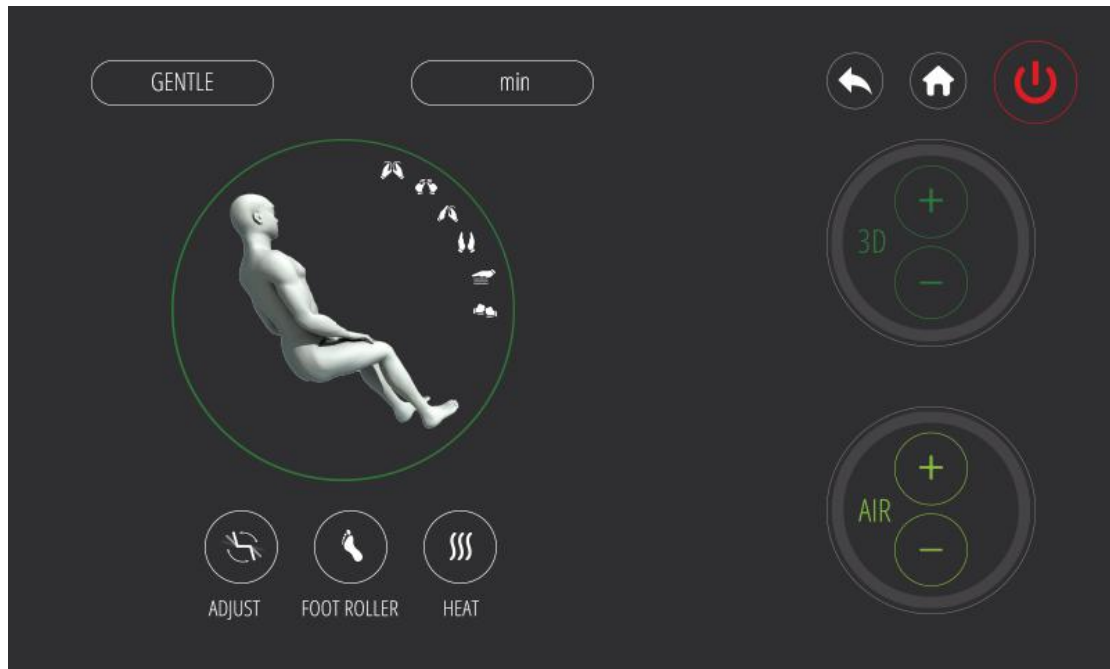 GENTLE
min
3D
+
−
AIR
+
−
ADJUST
FOOT ROLLER
HEAT